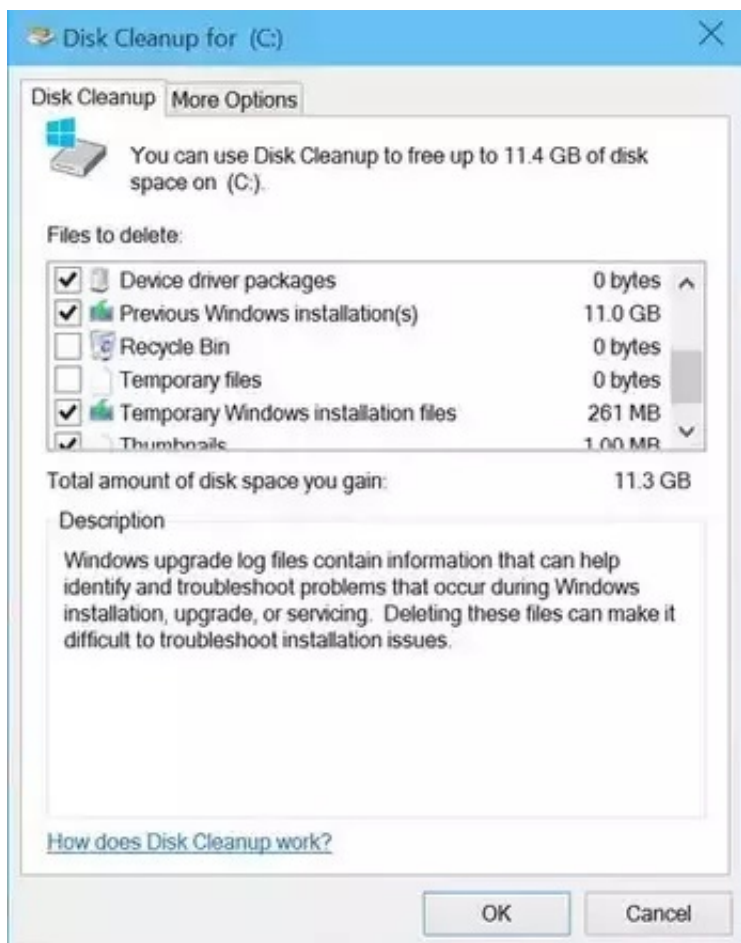 Disk Cleanup for (C:)
Disk Cleanup
More Options
You can use Disk Cleanup to free up to 11.4 GB of disk
space on (C:).
Files to delete:
Device driver packages 0 bytes
Previous Windows installation(s) 11.0 GB
Recycle Bin 0 bytes
Temporary files 0 bytes
Temporary Windows installation files 261 MB
Thumbnails 1.00 MB
Total amount of disk space you gain: 11.3 GB
Description
Windows upgrade log files contain information that can help
identify and troubleshoot problems that occur during Windows
installation, upgrade, or servicing. Deleting these files can make it
difficult to troubleshoot installation issues.
How does Disk Cleanup work?
OK
Cancel